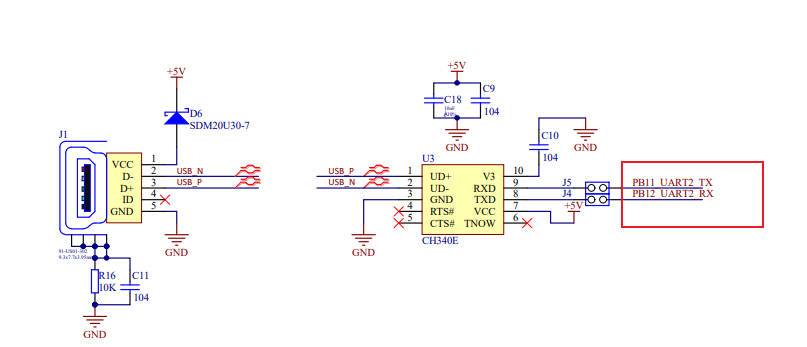 +5V
D6
SDM20U30-7
J1
VCC 1
D- 2 USB_N
D+ 3 USB_P
ID 4
GND 5
GND
R16
10K
C11
104
GND
+5V
C18
C9
104
GND
C10
104
GND
U3
USB_P 1 UD+ V3 10
USB_N 2 UD- RXD 9 J5 PB11_UART2_TX
3 GND TXD 8 J4 PB12_UART2_RX
4 RTS# VCC 7 +5V
5 CTS# TNOW 6
CH340E
GND